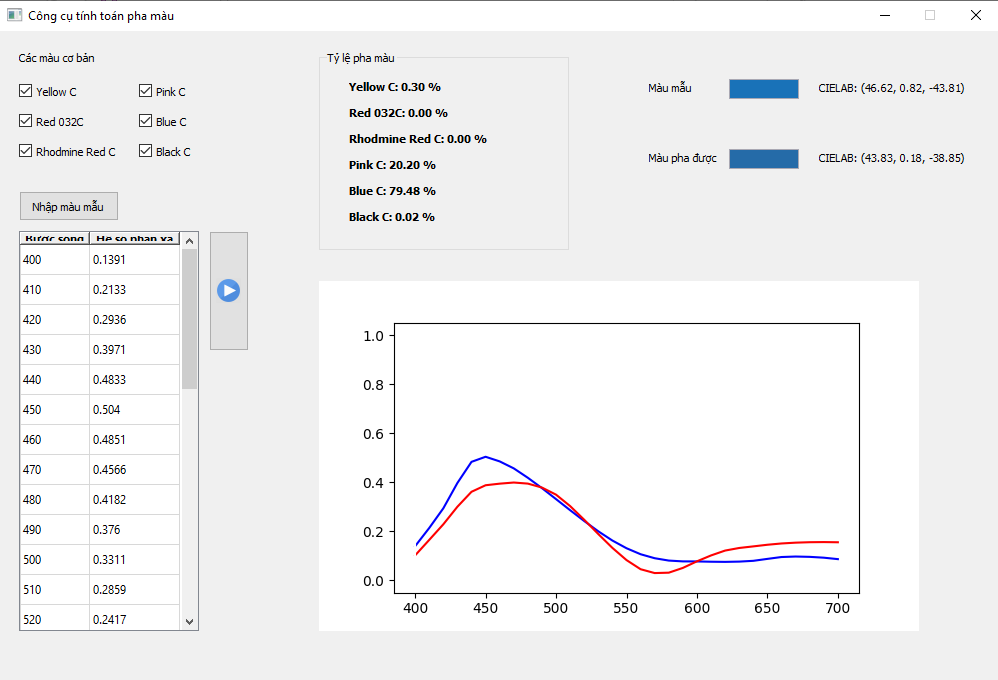 Công cụ tính toán pha màu
Các màu cơ bản
Yellow C
Pink C
Red 032C
Blue C
Rhodmine Red C
Black C
Nhập màu mẫu
Bước sóng Hệ số phản xạ
400 0.1391
410 0.2133
420 0.2936
430 0.3971
440 0.4833
450 0.504
460 0.4851
470 0.4566
480 0.4182
490 0.376
500 0.3311
510 0.2859
520 0.2417
Tỷ lệ pha màu
Yellow C: 0.30 %
Red 032C: 0.00 %
Rhodmine Red C: 0.00 %
Pink C: 20.20 %
Blue C: 79.48 %
Black C: 0.02 %
Màu mẫu
CIELAB: (46.62, 0.82, -43.81)
Màu pha được
CIELAB: (43.83, 0.18, -38.85)
1.0
0.8
0.6
0.4
0.2
0.0
400 450 500 550 600 650 700